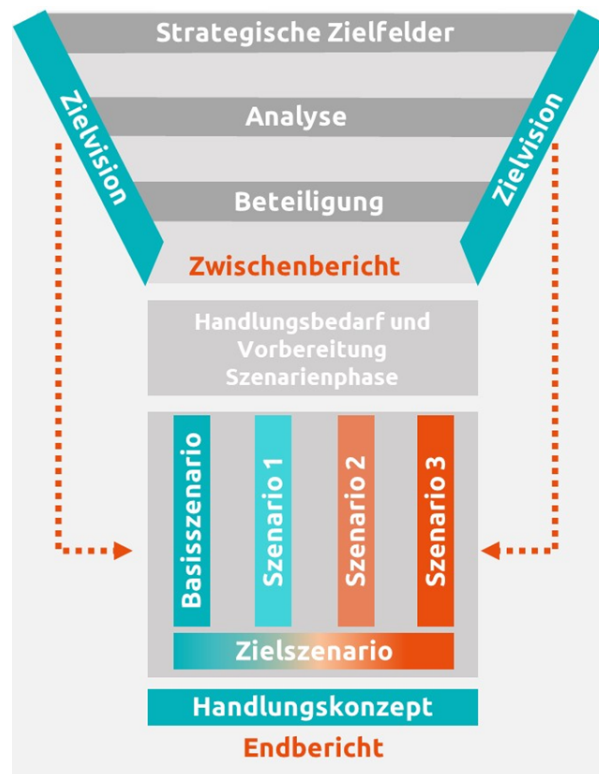 Strategische Zielfelder
Zielvision
Zielvision
Analyse
Beteiligung
Zwischenbericht
Handlungsbedarf und
Vorbereitung
Szenarienphase
Basisszenario
Szenario 1
Szenario 2
Szenario 3
Zielszenario
Handlungskonzept
Endbericht